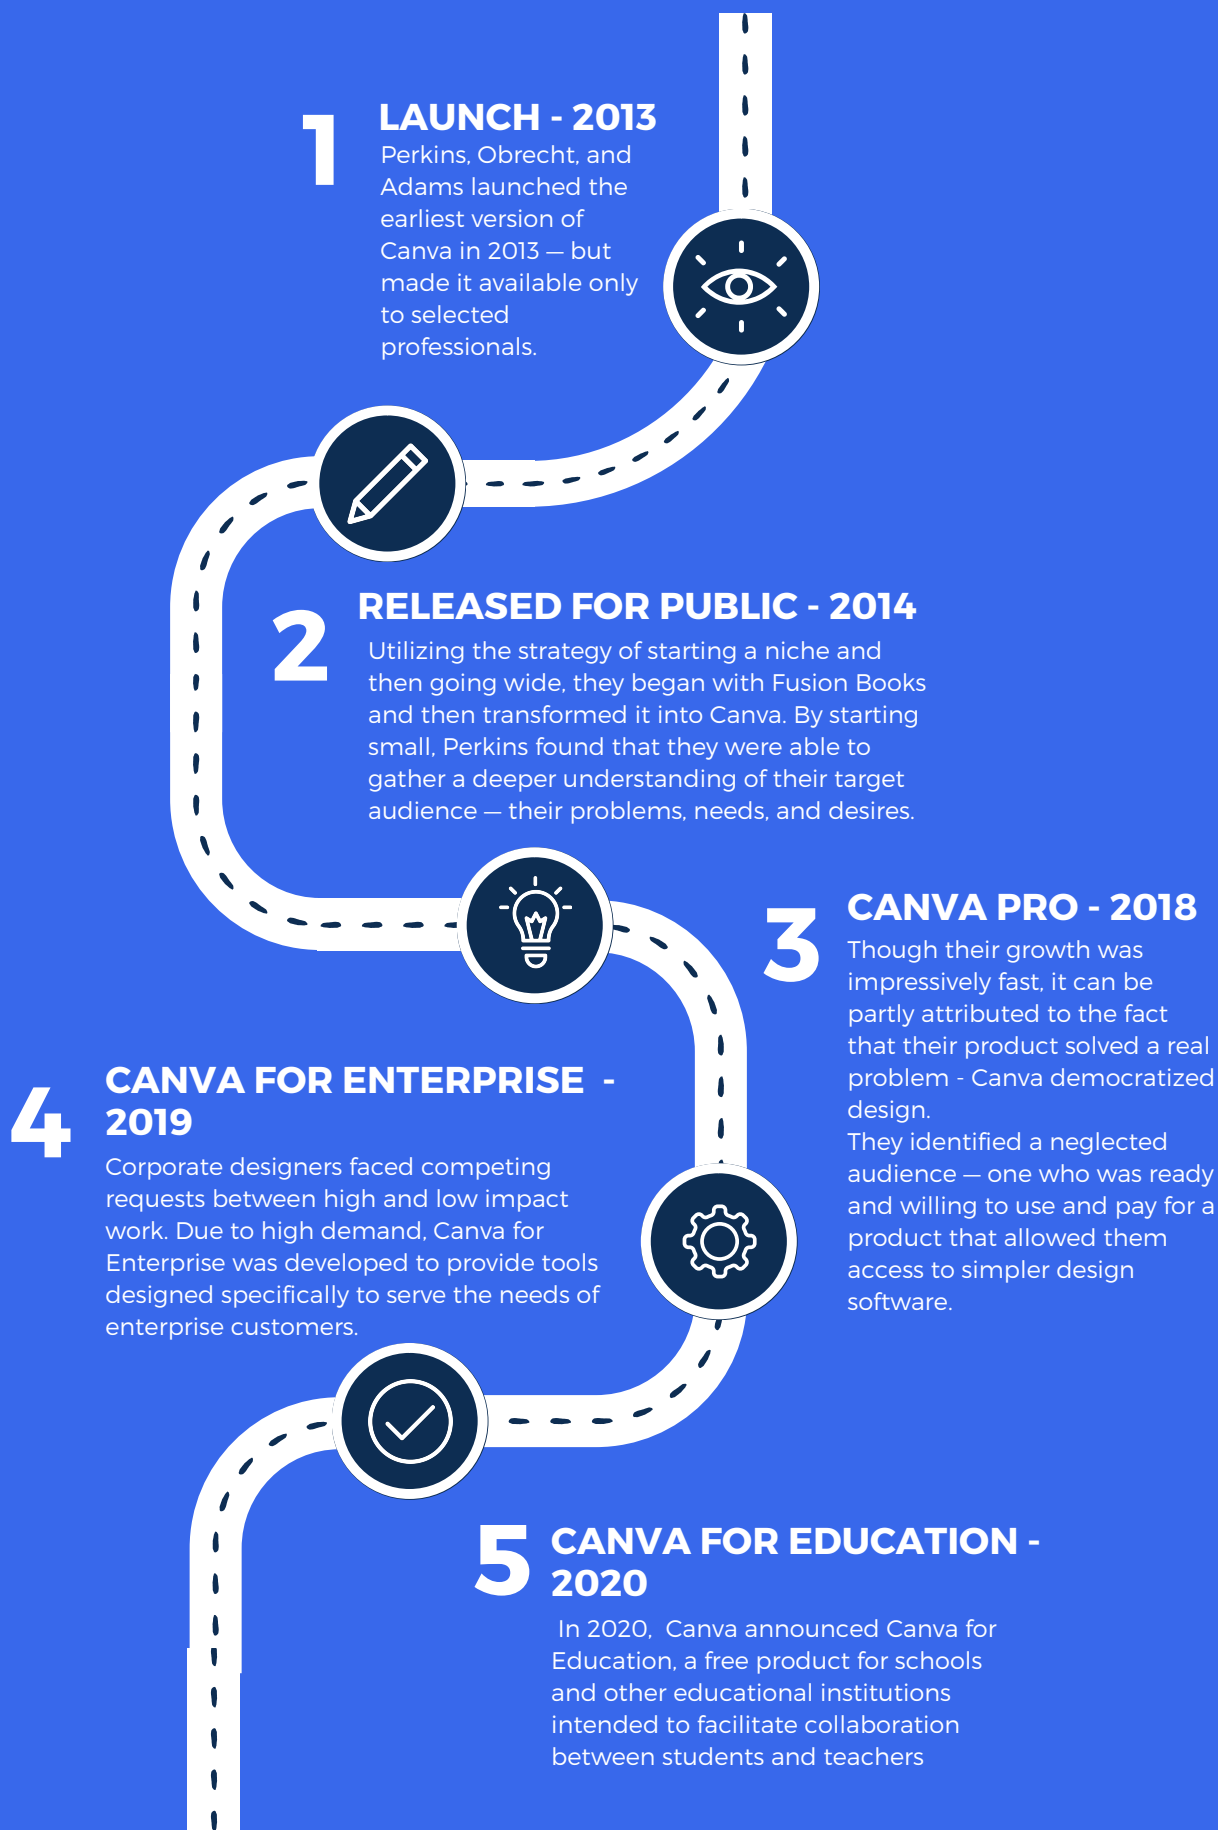 1
LAUNCH - 2013
Perkins, Obrecht, and
Adams launched the
earliest version of
Canva in 2013 — but
made it available only
to selected
professionals.
2
RELEASED FOR PUBLIC - 2014
Utilizing the strategy of starting a niche and
then going wide, they began with Fusion Books
and then transformed it into Canva. By starting
small, Perkins found that they were able to
gather a deeper understanding of their target
audience — their problems, needs, and desires.
3
CANVA PRO - 2018
Though their growth was
impressively fast, it can be
partly attributed to the fact
that their product solved a real
problem - Canva democratized
design.
They identified a neglected
audience — one who was ready
and willing to use and pay for a
product that allowed them
access to simpler design
software.
4
CANVA FOR ENTERPRISE -
2019
Corporate designers faced competing
requests between high and low impact
work. Due to high demand, Canva for
Enterprise was developed to provide tools
designed specifically to serve the needs of
enterprise customers.
5
CANVA FOR EDUCATION -
2020
In 2020, Canva announced Canva for
Education, a free product for schools
and other educational institutions
intended to facilitate collaboration
between students and teachers